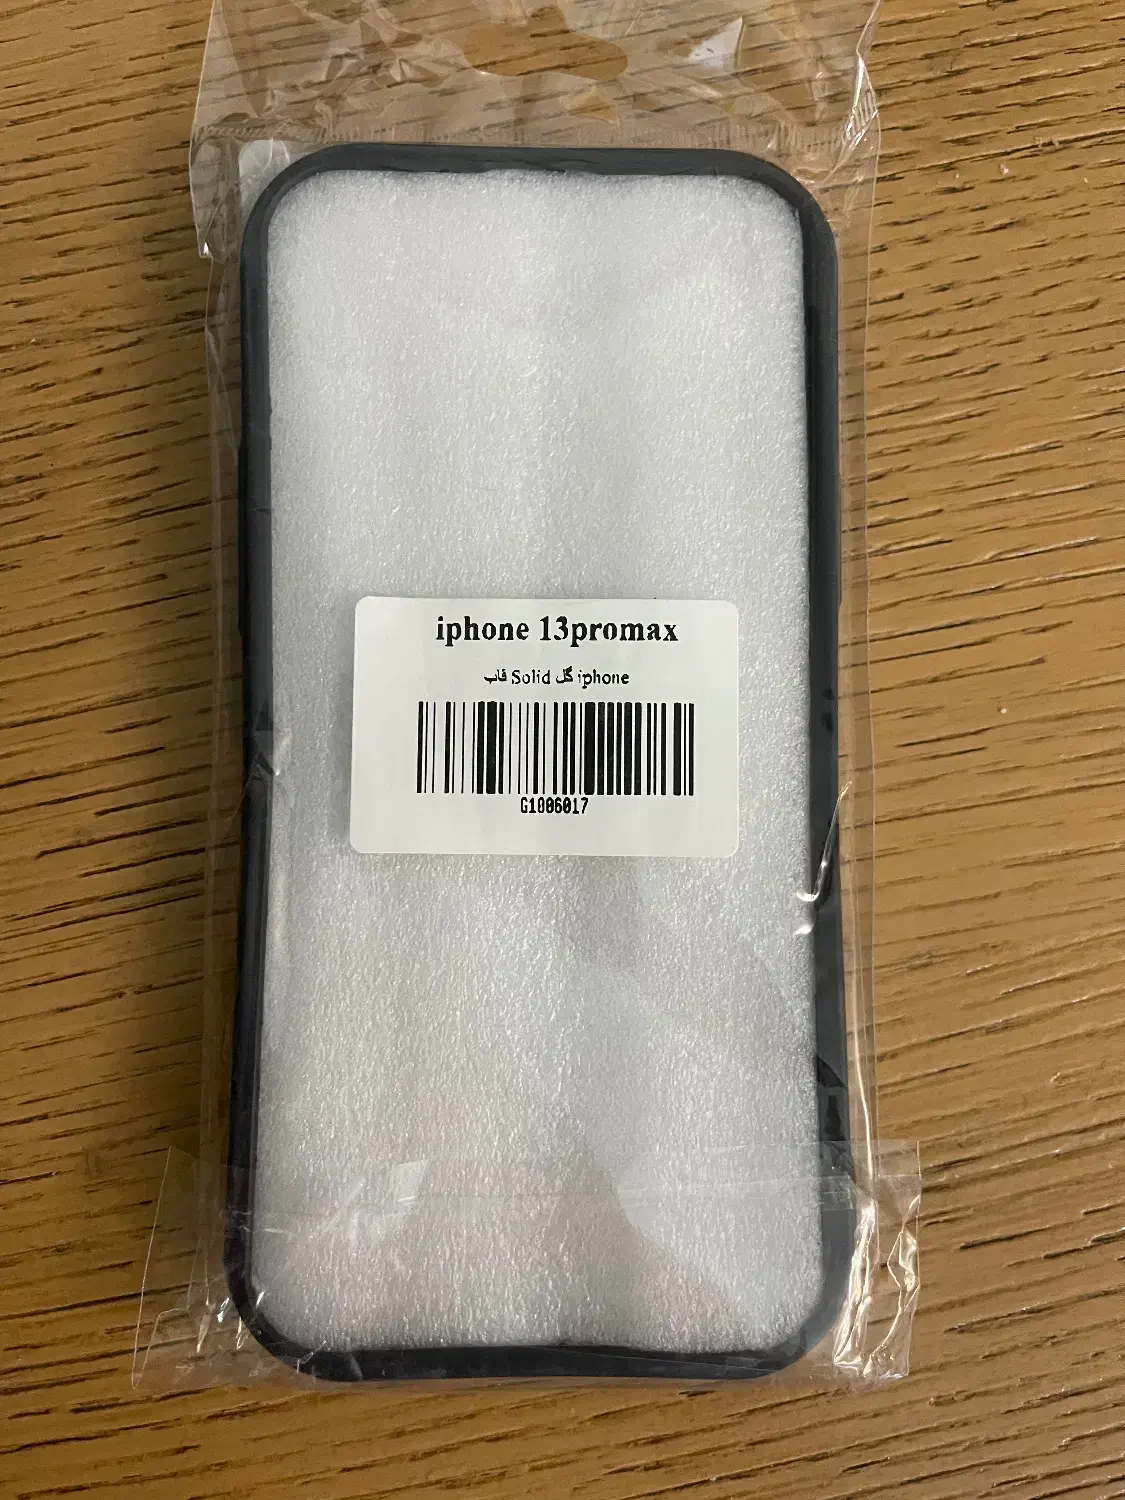 iphone 13promax
قاب Solid گل iphone
G1006017